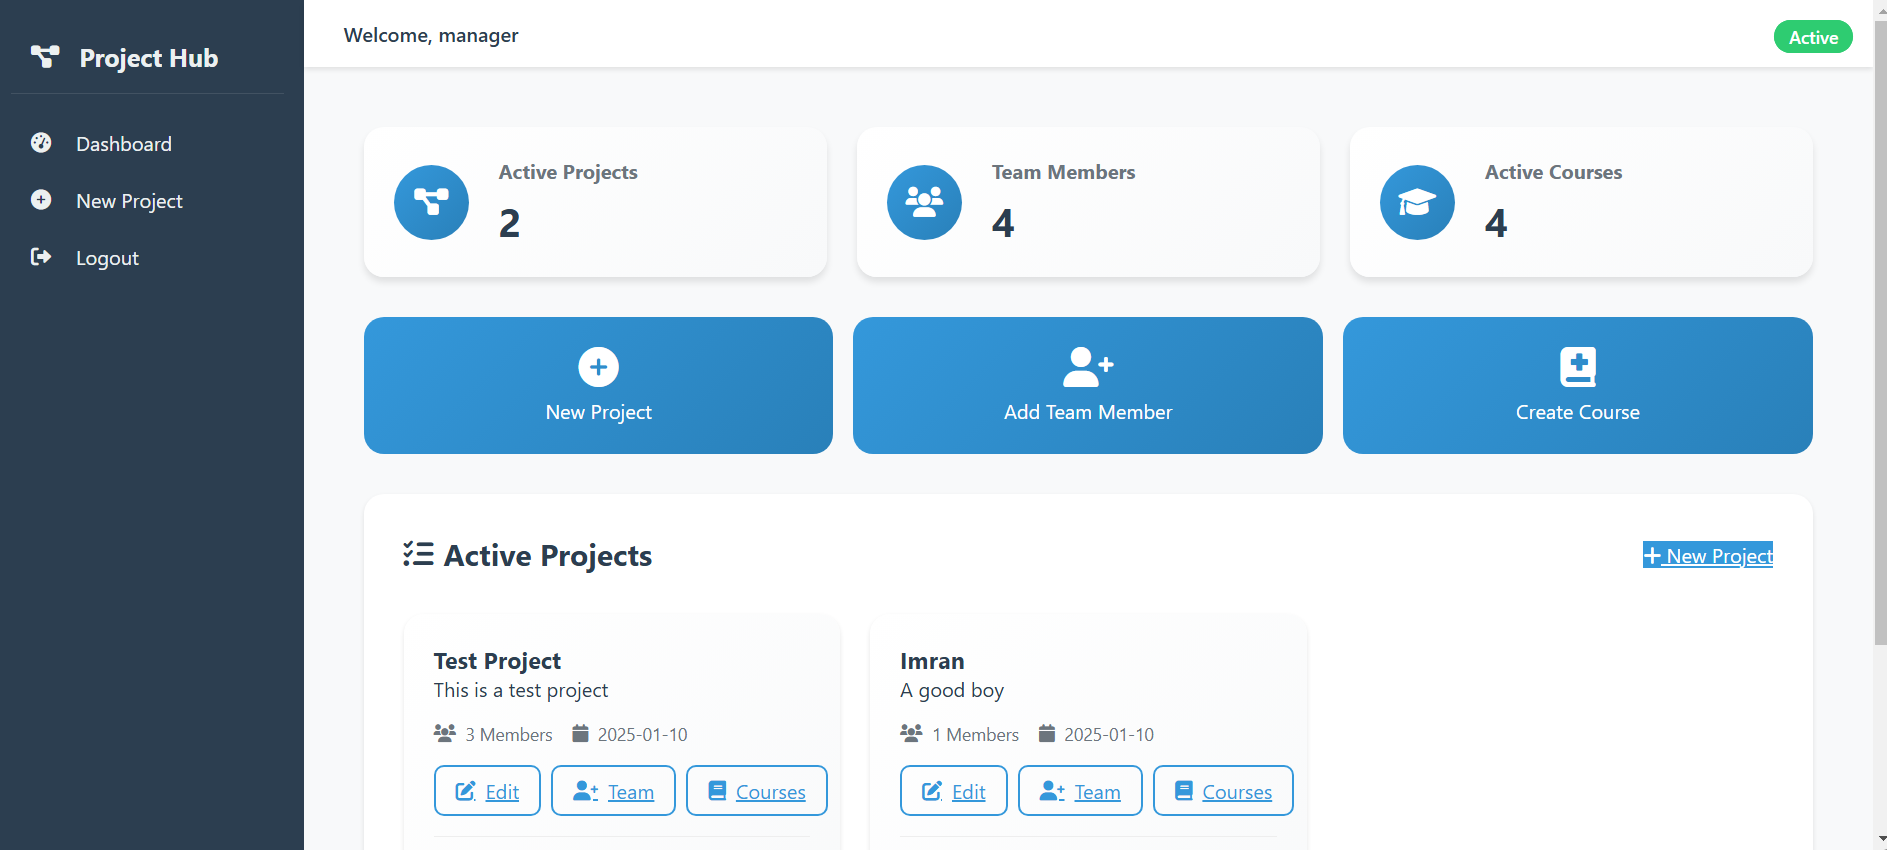 Project Hub
Dashboard
New Project
Logout
Welcome, manager
Active
Active Projects
2
Team Members
4
Active Courses
4
New Project
Add Team Member
Create Course
Active Projects
New Project
Test Project
This is a test project
3 Members 2025-01-10
Edit Team Courses
Imran
A good boy
1 Members 2025-01-10
Edit Team Courses